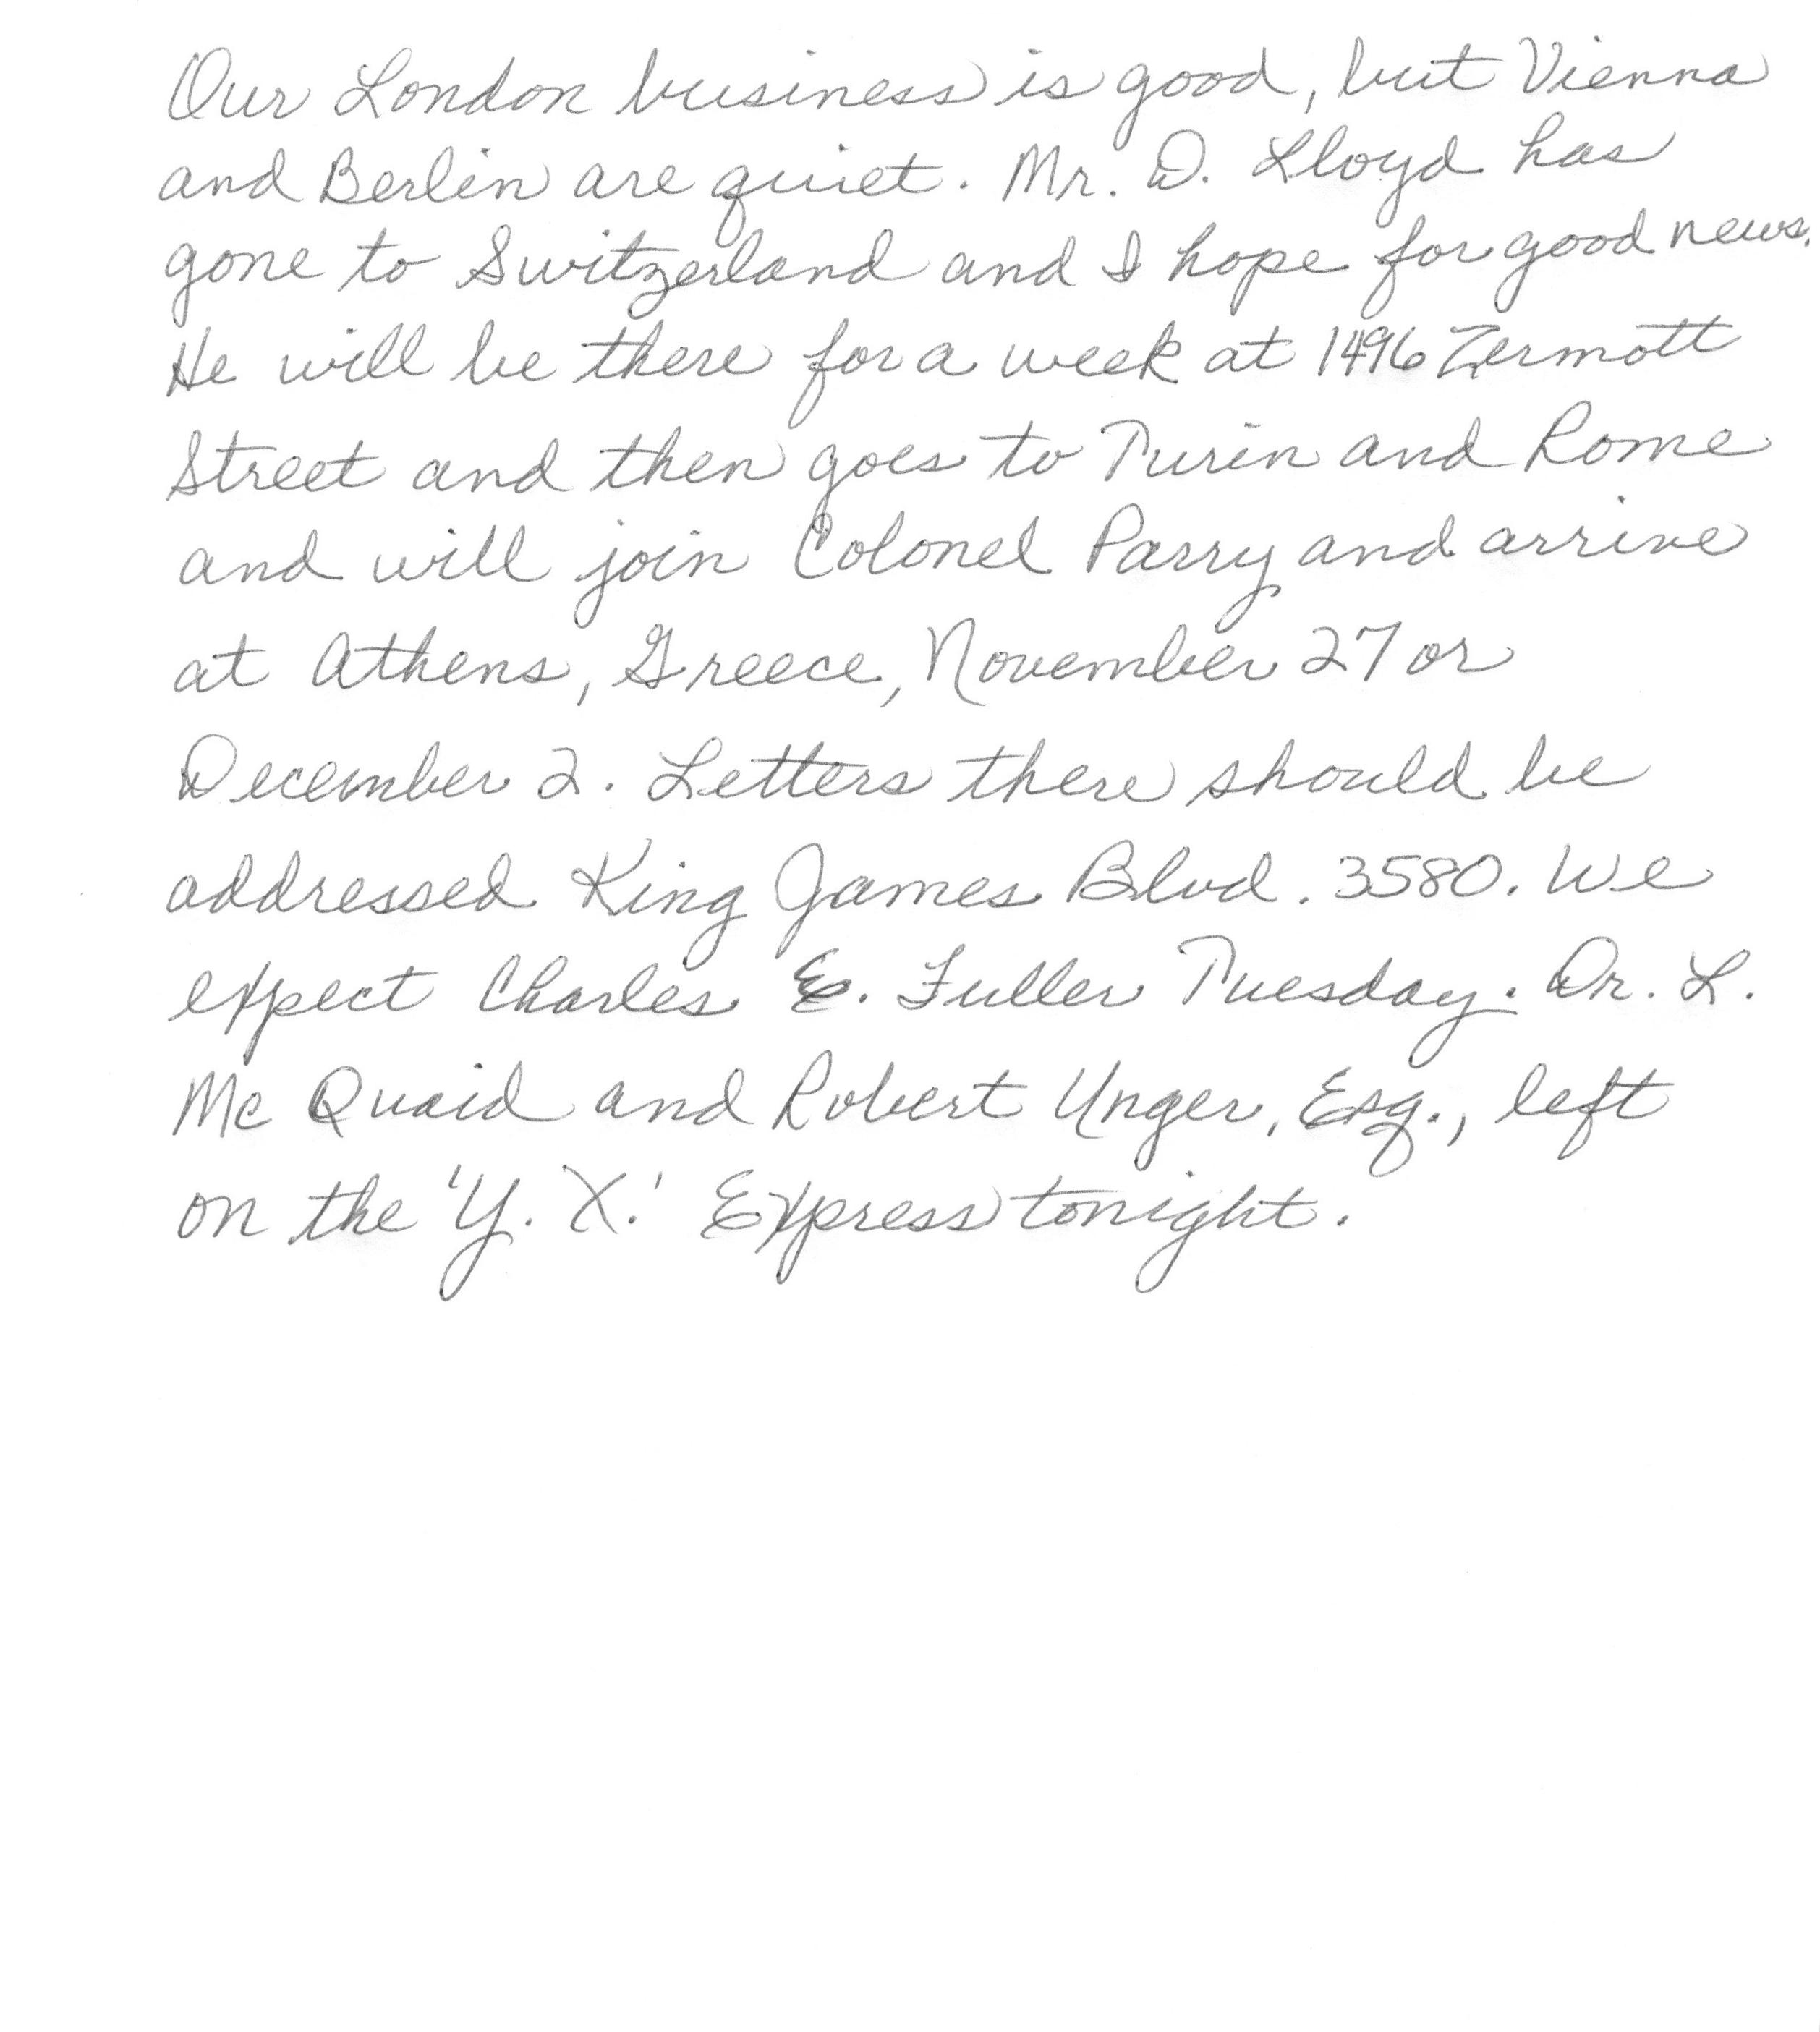 Our London business is good, but Vienna
and Berlin are quiet. Mr. D. Lloyd has
gone to Switzerland and I hope for good news.
He will be there for a week at 1496 Zermott
Street and then goes to Turin and Rome
and will join Colonel Parry and arrive
at Athens, Greece, November 27 or
December 2. Letters there should be
addressed King James Blvd. 3580. We
expect Charles E. Fuller Tuesday. Dr. L.
Mc Quaid and Robert Unger, Esq., left
on the 'Y. X.' Express tonight.